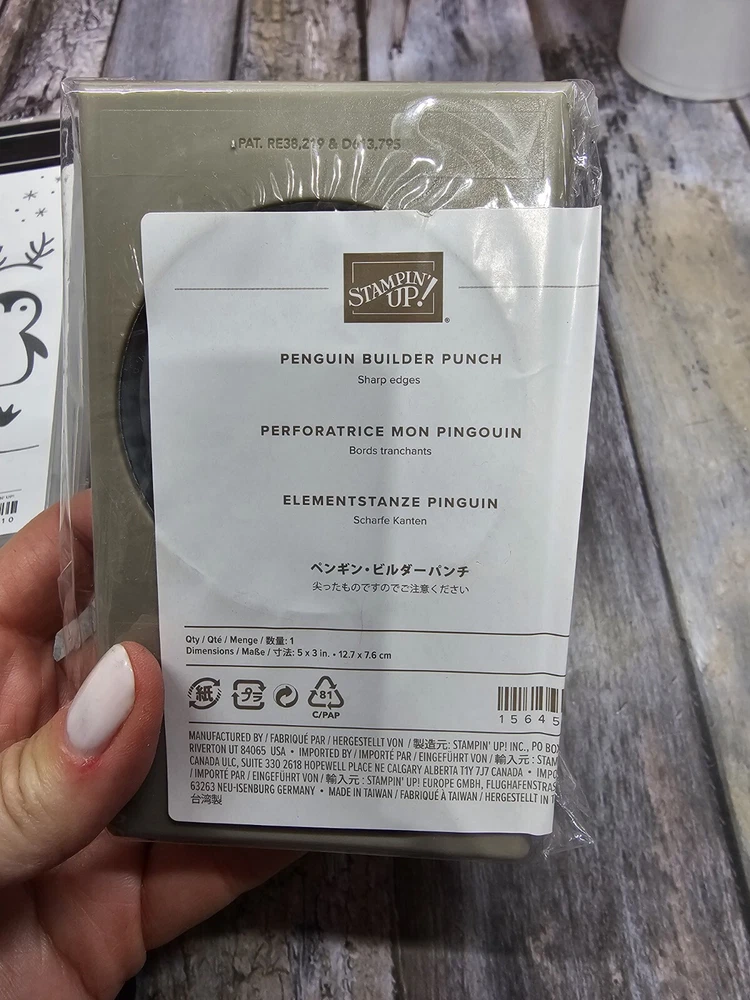 PAT. RE38,219 & D613,795
STAMPIN' UP!®
PENGUIN BUILDER PUNCH
Sharp edges
PERFORATRICE MON PINGOUIN
Bords tranchants
ELEMENTSTANZE PINGUIN
Scharfe Kanten
ペンギン・ビルダーパンチ
尖ったものですのでご注意ください
Qty / Qté / Menge / 数量: 1
Dimensions / Maße / 寸法: 5 x 3 in. • 12.7 x 7.6 cm
紙 プラ 81
C/PAP
15645
MANUFACTURED BY / FABRIQUÉ PAR / HERGESTELLT VON / 製造元: STAMPIN' UP! INC., PO BOX
RIVERTON UT 84065 USA • IMPORTED BY / IMPORTÉ PAR / EINGEFÜHRT VON / 輸入元: STAM
CANADA ULC, SUITE 330 2618 HOPEWELL PLACE NE CALGARY ALBERTA T1Y 7J7 CANADA • IMPO
/ IMPORTÉ PAR / EINGEFÜHRT VON / 輸入元: STAMPIN' UP! EUROPE GMBH, FLUGHAFENSTRAS
63263 NEU-ISENBURG GERMANY • MADE IN TAIWAN / FABRIQUÉ À TAIWAN / HERGESTELLT IN T
台湾製
10